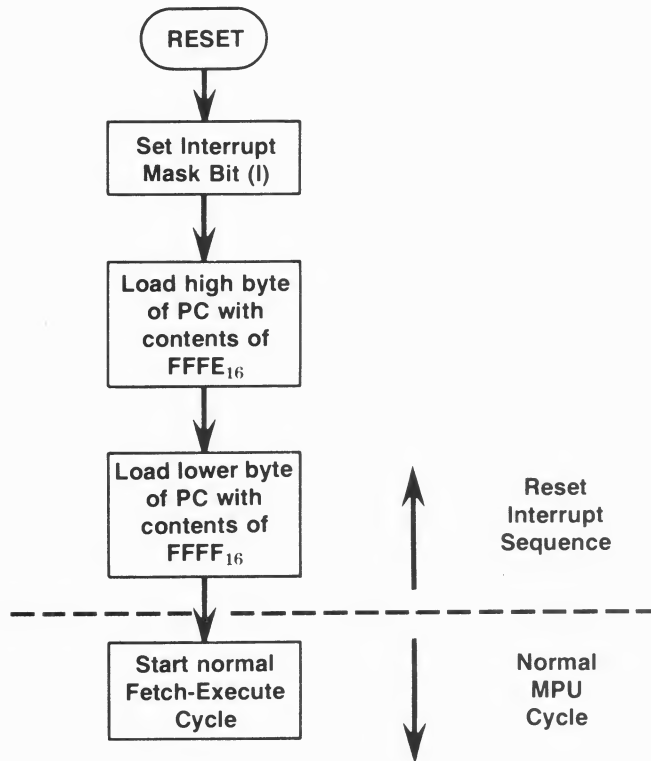 RESET
Set Interrupt
Mask Bit (I)
Load high byte
of PC with
contents of
FFFE₁₆
Load lower byte
of PC with
contents of
FFFF₁₆
Reset
Interrupt
Sequence
Start normal
Fetch-Execute
Cycle
Normal
MPU
Cycle